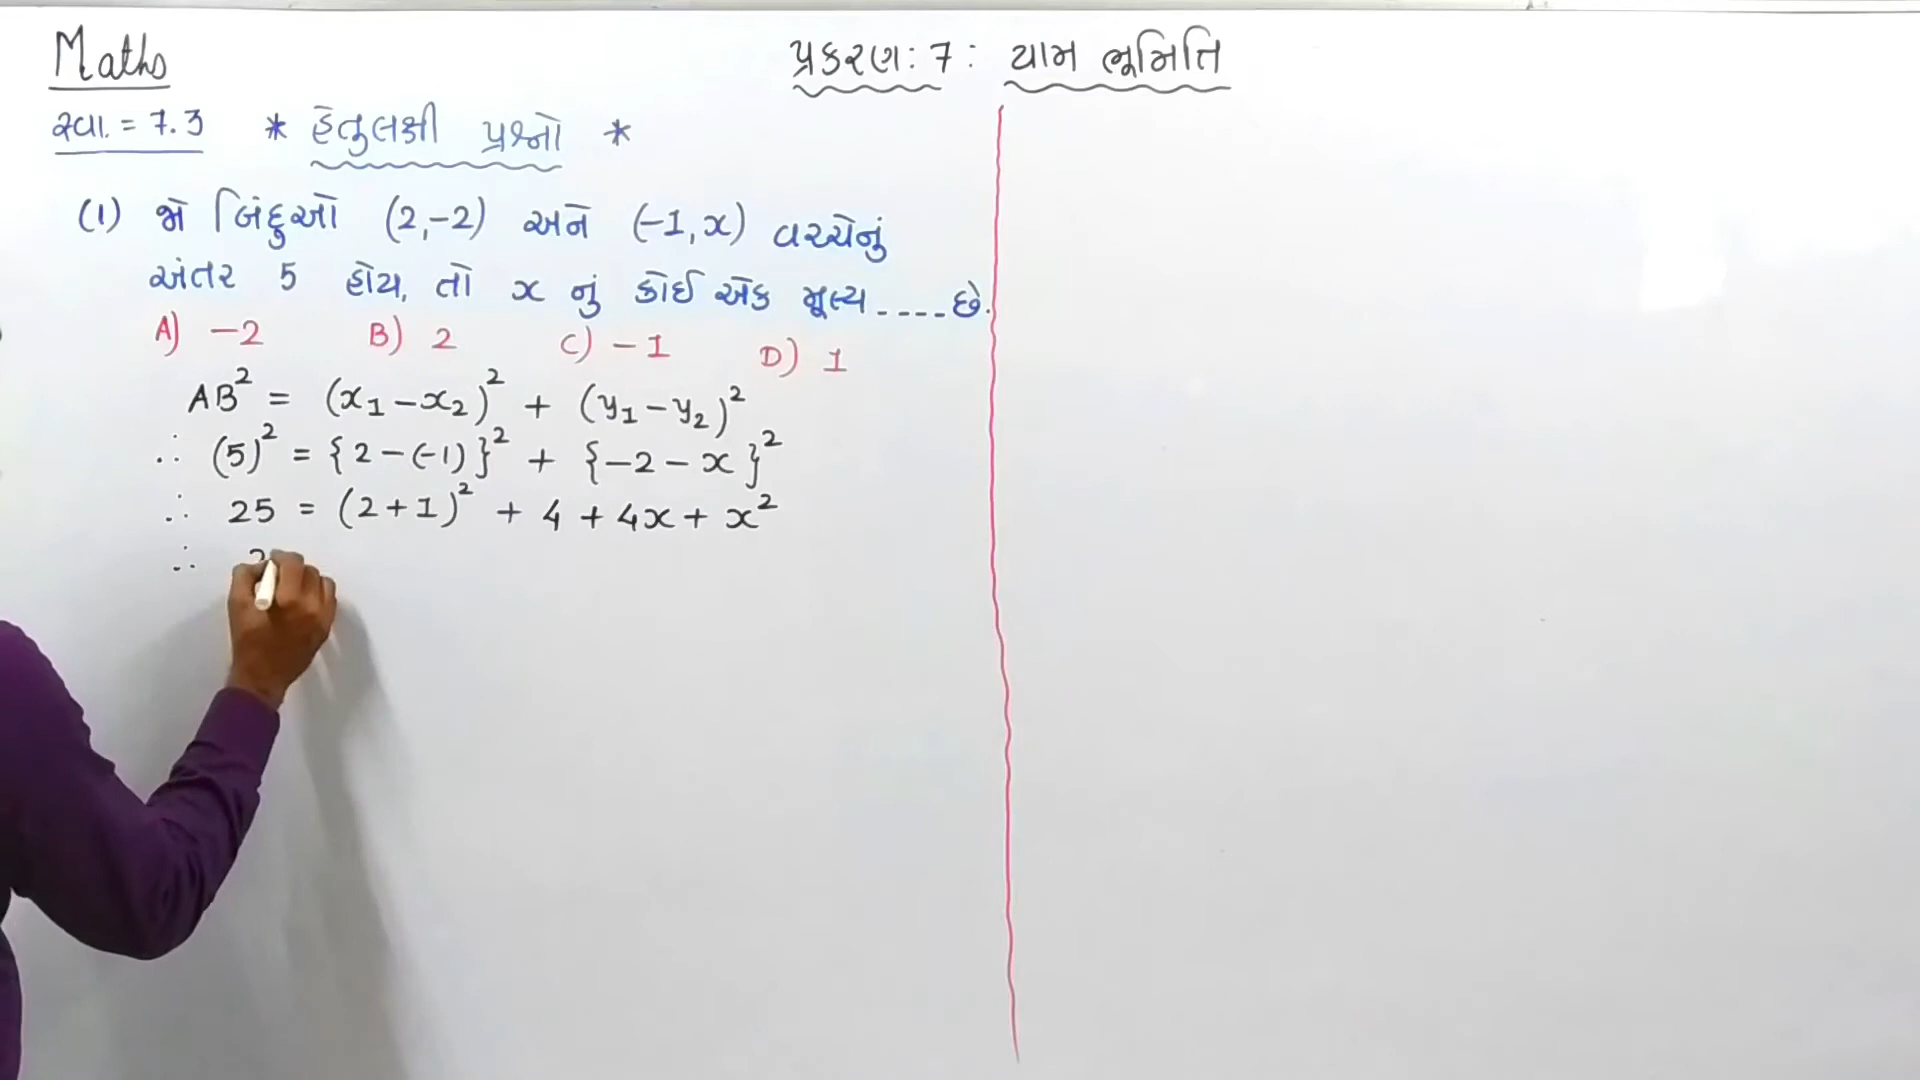 Maths
પ્રકરણ: 7: યામ ભૂમિતિ
સ્વા. = 7.3 * હેતુલક્ષી પ્રશ્નો *
(1) જો બિંદુઓ (2,-2) અને (-1,x) વચ્ચેનું
અંતર 5 હોય, તો x નું કોઈ એક મૂલ્ય ---- છે.
A) -2 B) 2 C) -1 D) 1
AB² = (x₁-x₂)² + (y₁-y₂)²
∴ (5)² = {2-(-1)}² + {-2-x}²
∴ 25 = (2+1)² + 4 + 4x + x²
∴